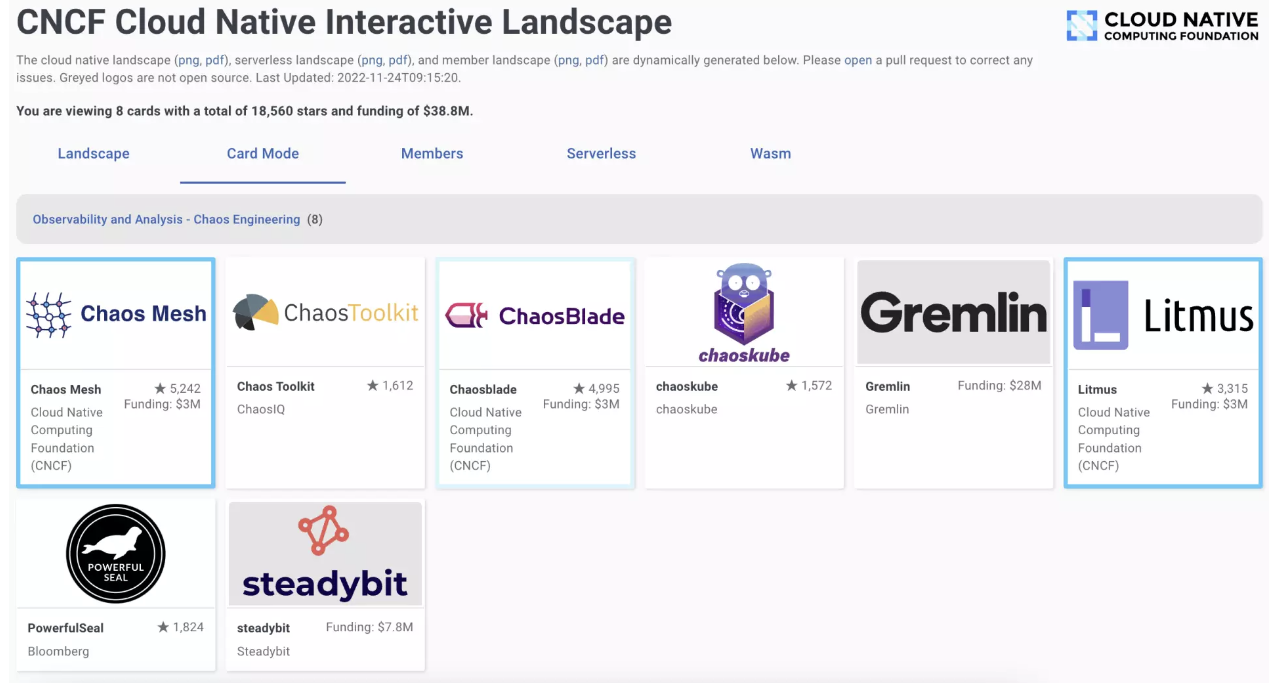 CNCF Cloud Native Interactive Landscape
CLOUD NATIVE
COMPUTING FOUNDATION
The cloud native landscape (png, pdf), serverless landscape (png, pdf), and member landscape (png, pdf) are dynamically generated below. Please open a pull request to correct any
issues. Greyed logos are not open source. Last Updated: 2022-11-24T09:15:20.
You are viewing 8 cards with a total of 18,560 stars and funding of $38.8M.
Landscape Card Mode Members Serverless Wasm
Observability and Analysis - Chaos Engineering (8)
Chaos Mesh
Chaos Mesh ★ 5,242
Funding: $3M
Cloud Native
Computing
Foundation
(CNCF)
ChaosToolkit
Chaos Toolkit ★ 1,612
ChaosIQ
ChaosBlade
Chaosblade ★ 4,995
Funding: $3M
Cloud Native
Computing
Foundation
(CNCF)
chaoskube
chaoskube ★ 1,572
chaoskube
Gremlin
Gremlin Funding: $28M
Gremlin
Litmus
Litmus ★ 3,315
Funding: $3M
Cloud Native
Computing
Foundation
(CNCF)
POWERFUL
SEAL
PowerfulSeal ★ 1,824
Bloomberg
steadybit
steadybit Funding: $7.8M
Steadybit